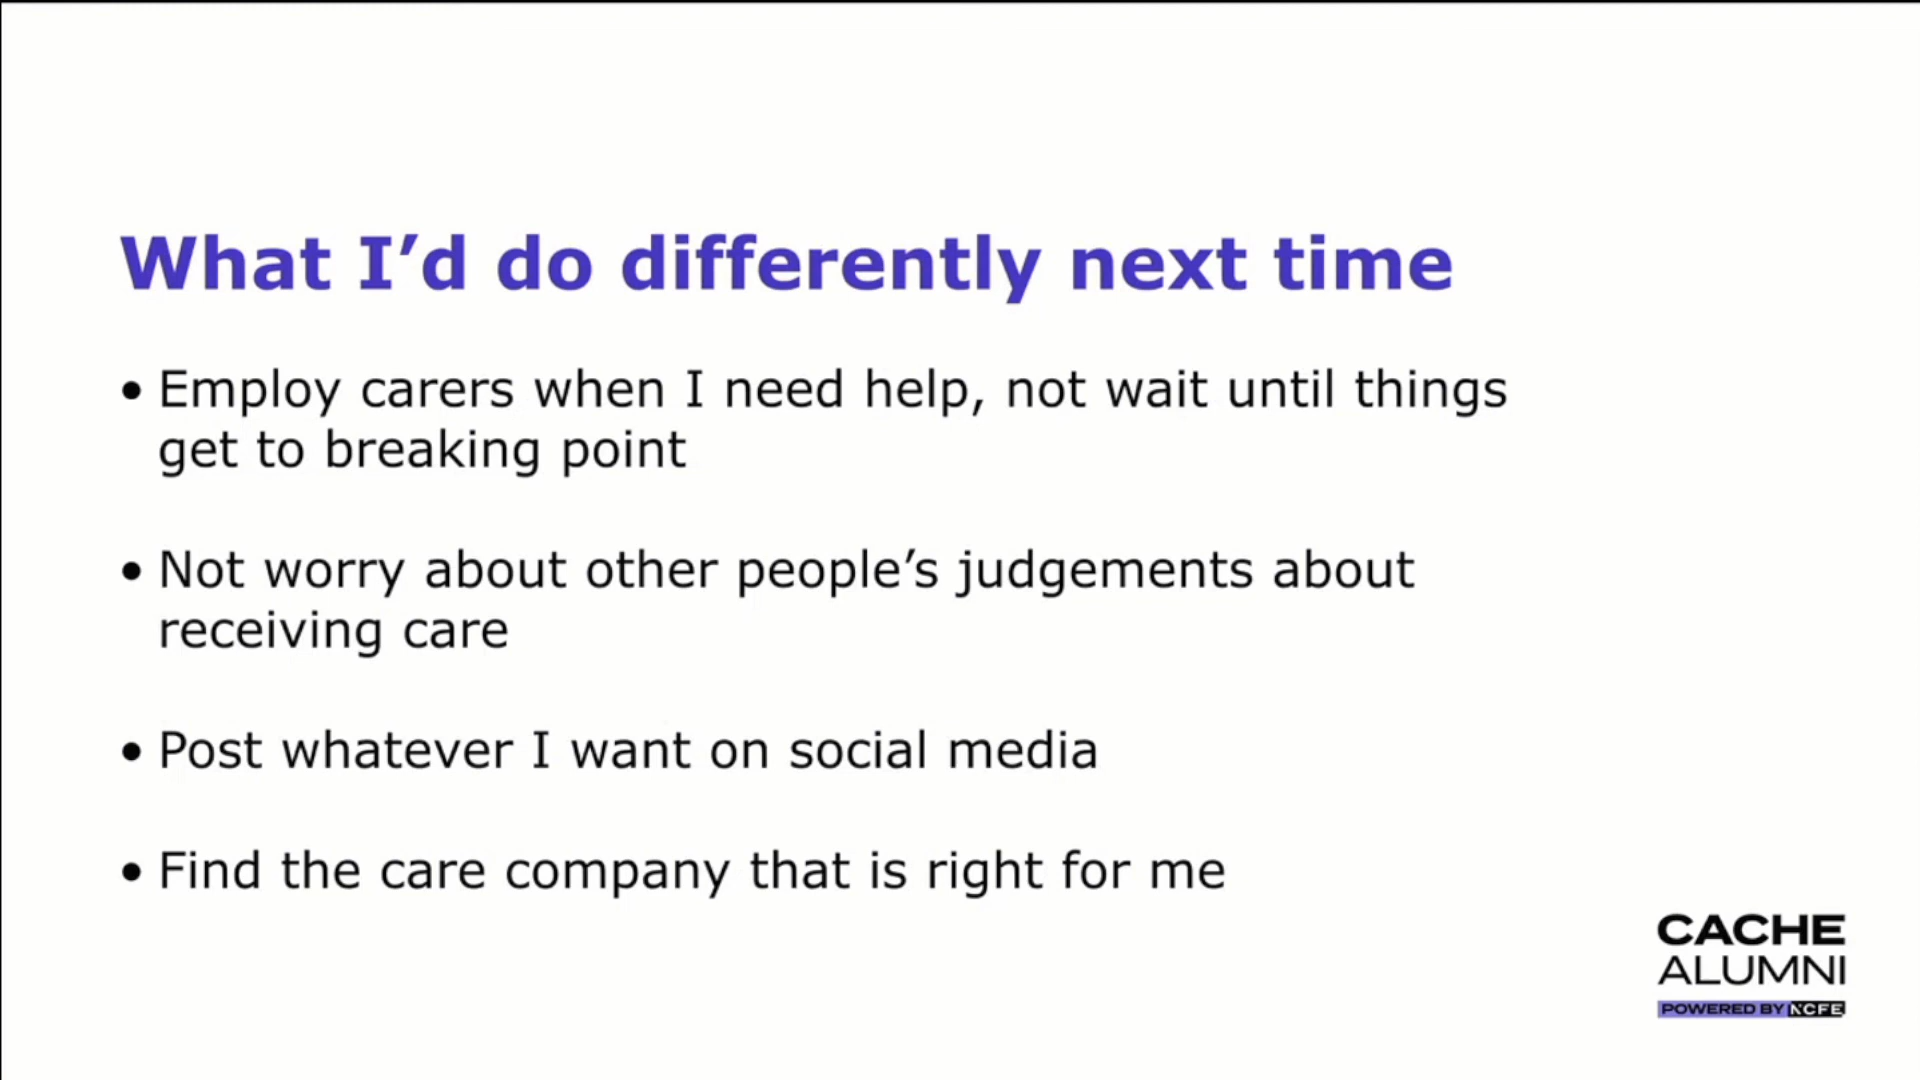 What I’d do differently next time
• Employ carers when I need help, not wait until things
get to breaking point
• Not worry about other people’s judgements about
receiving care
• Post whatever I want on social media
• Find the care company that is right for me
CACHE
ALUMNI
POWERED BY NCFE